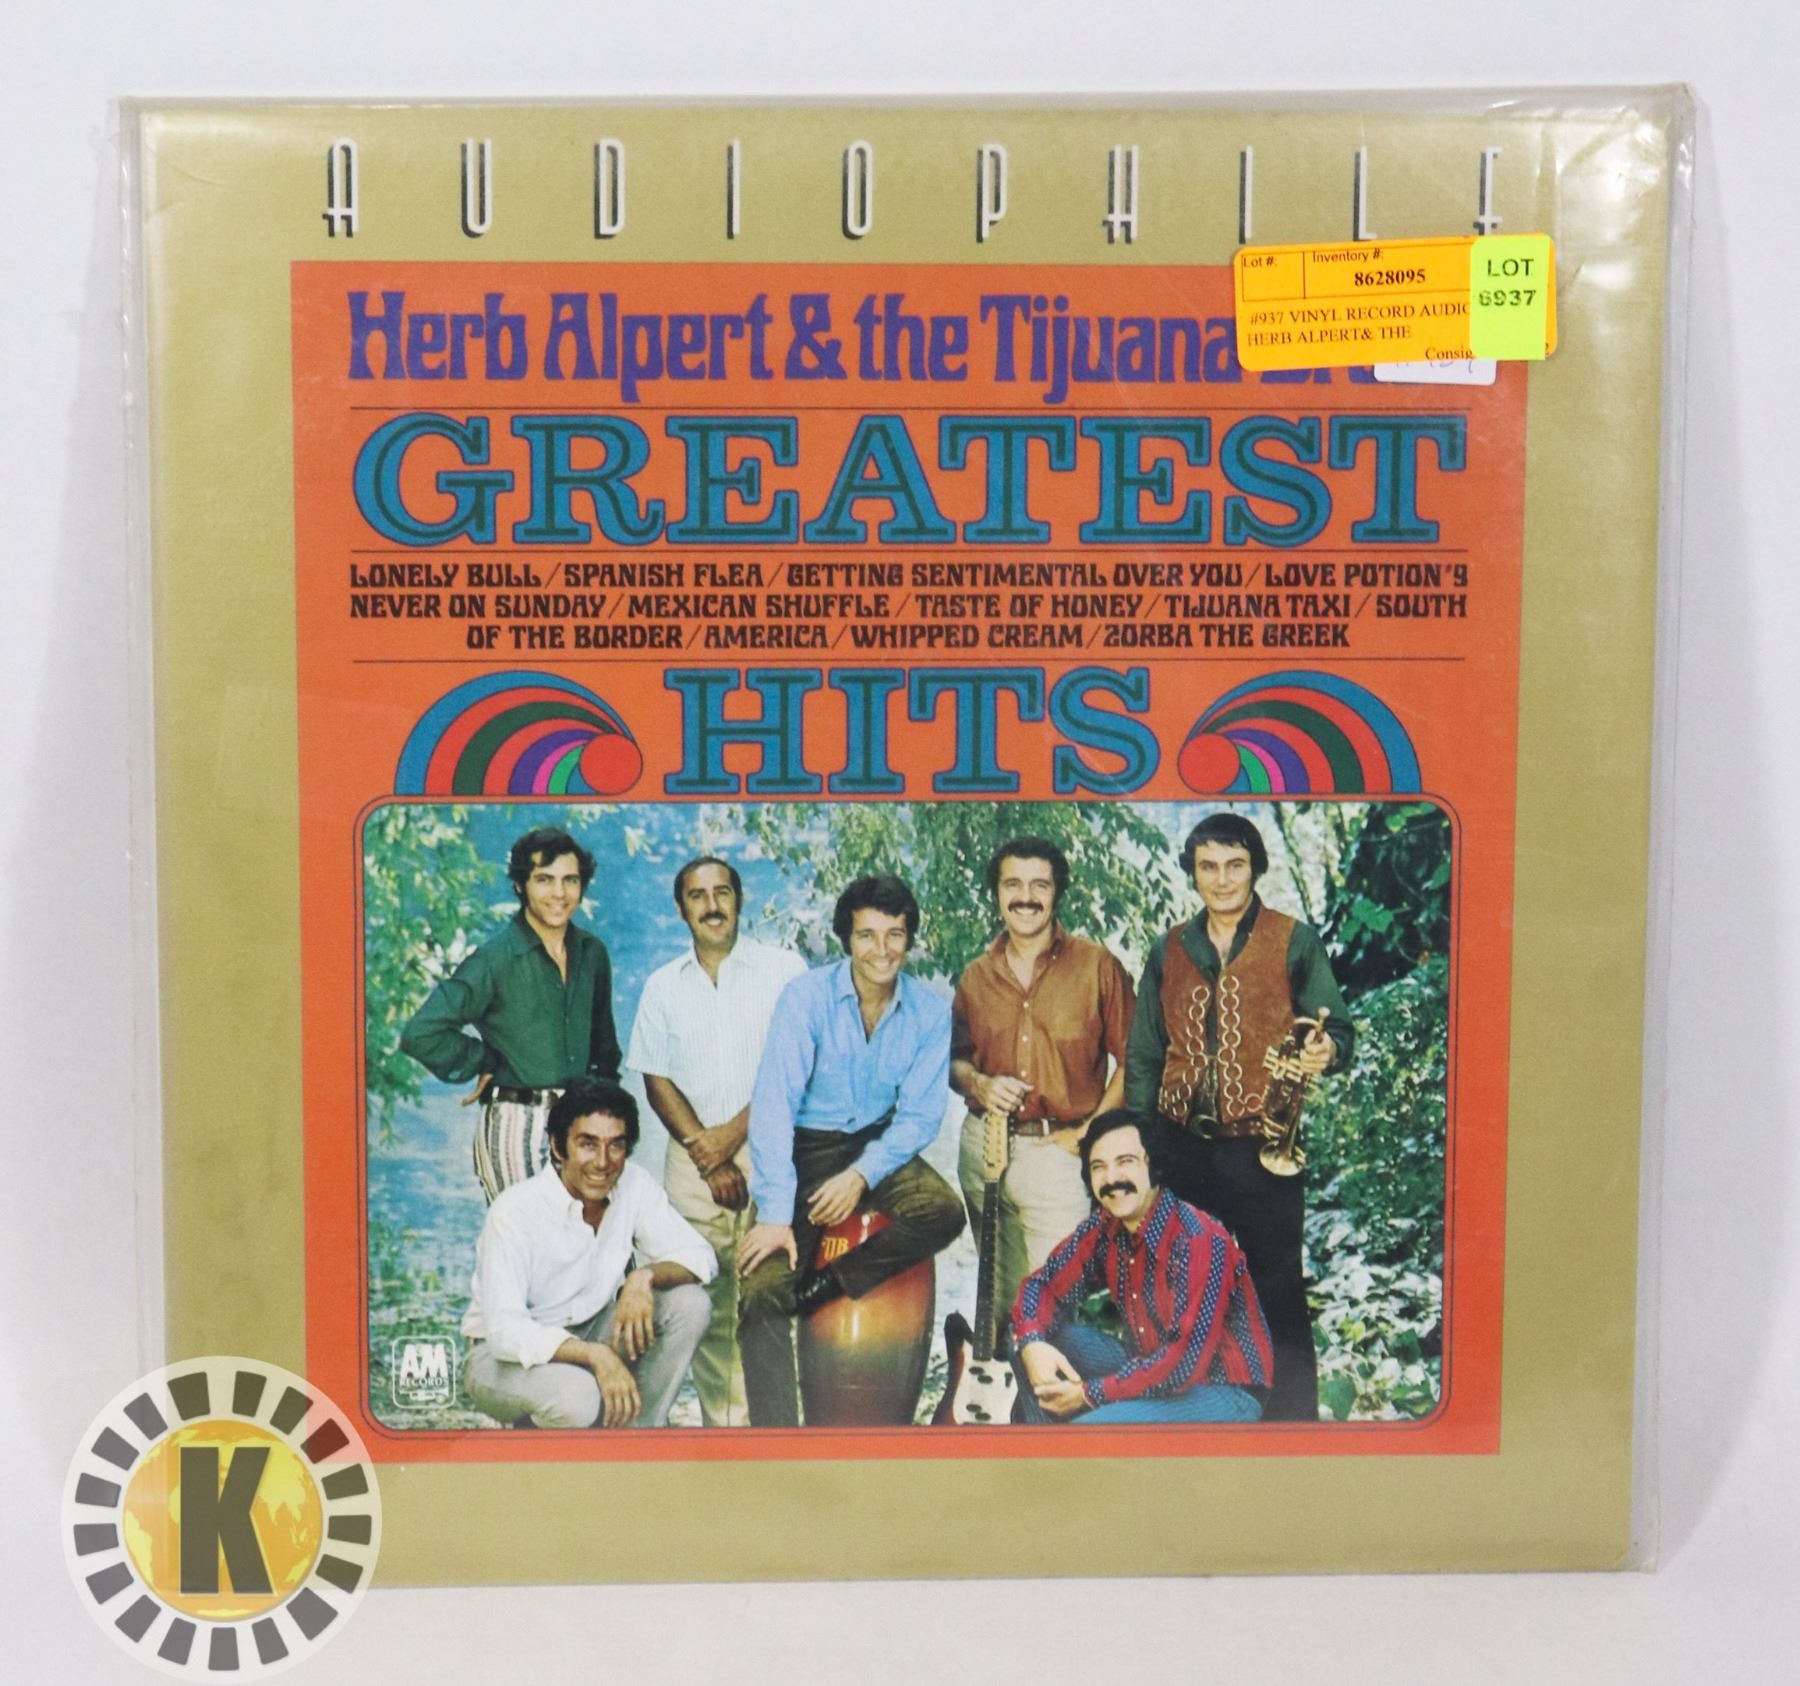 AUDIOPHILE
Lot #: Inventory #:
8628095
LOT
6937
#937 VINYL RECORD
HERB ALPERT& THE
Herb Alpert & the Tijuana
GREATEST
LONELY BULL/SPANISH FLEA/GETTING SENTIMENTAL OVER YOU/LOVE POTION #9
NEVER ON SUNDAY/MEXICAN SHUFFLE/TASTE OF HONEY/TIJUANA TAXI/SOUTH
OF THE BORDER/AMERICA/WHIPPED CREAM/ZORBA THE GREEK
HITS
TJB
A&M
RECORDS
K